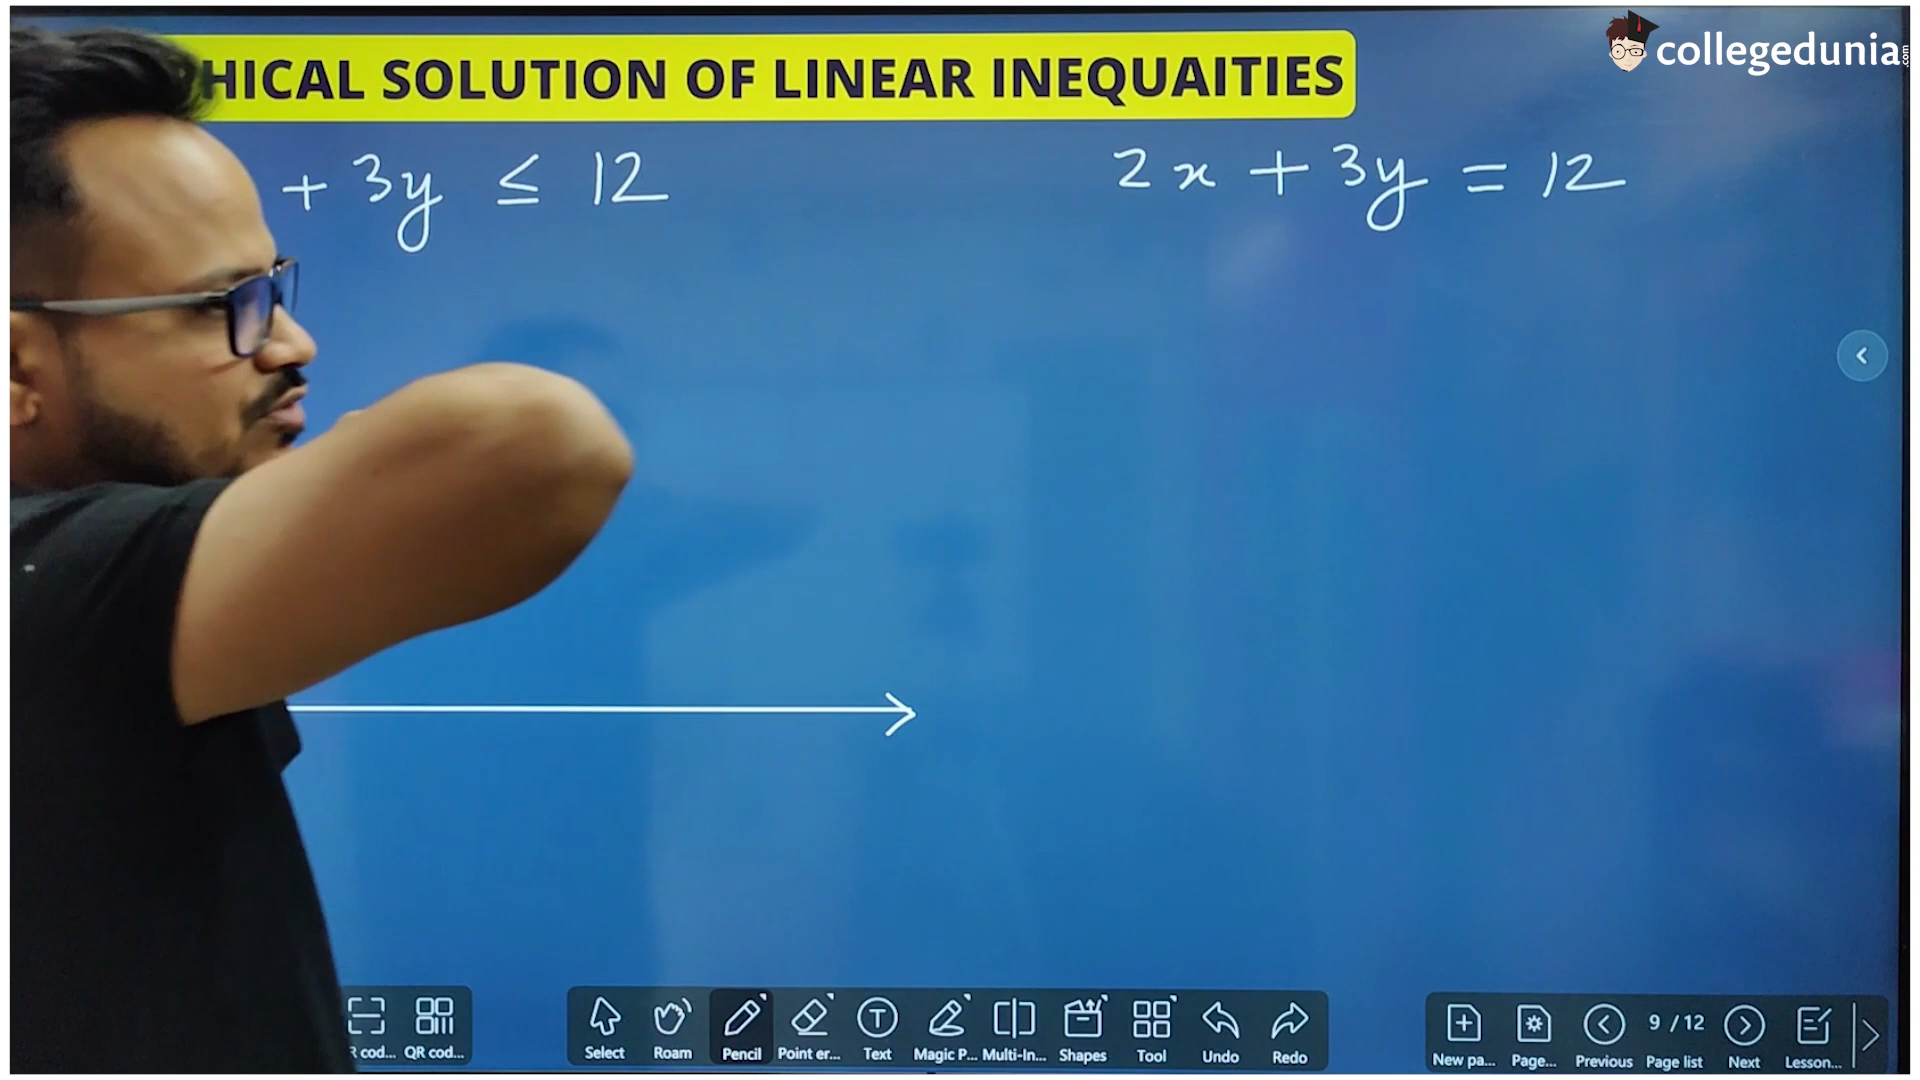 HICAL SOLUTION OF LINEAR INEQUAITIES
collegedunia.com
+ 3y ≤ 12
2x + 3y = 12
R cod... QR cod... Select Roam Pencil Point er... Text Magic P... Multi-In... Shapes Tool Undo Redo New pa... Page... Previous 9 / 12 Page list Next Lesson...